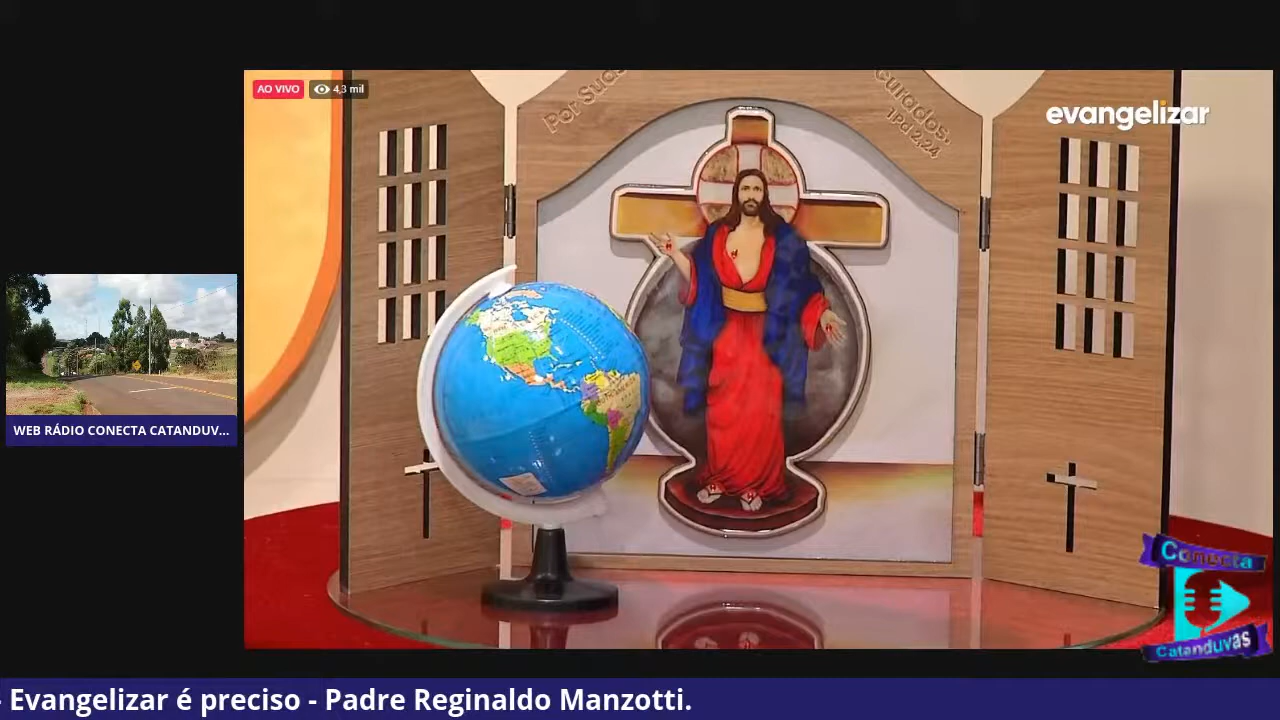 AO VIVO
4,3 mil
evangelizar
Por Suas
curados.
1Pd 2,24
WEB RÁDIO CONECTA CATANDUV...
Conecta
Catanduvas
- Evangelizar é preciso - Padre Reginaldo Manzotti.